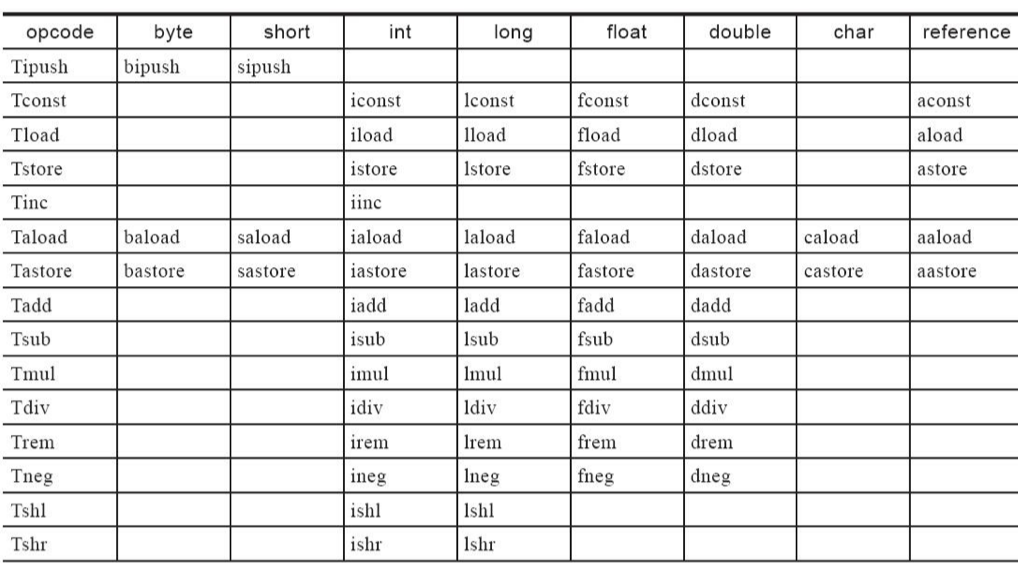 opcode byte short int long float double char reference
Tipush bipush sipush
Tconst iconst lconst fconst dconst aconst
Tload iload lload fload dload aload
Tstore istore lstore fstore dstore astore
Tinc iinc
Taload baload saload iaload laload faload daload caload aaload
Tastore bastore sastore iastore lastore fastore dastore castore aastore
Tadd iadd ladd fadd dadd
Tsub isub lsub fsub dsub
Tmul imul lmul fmul dmul
Tdiv idiv ldiv fdiv ddiv
Trem irem lrem frem drem
Tneg ineg lneg fneg dneg
Tshl ishl lshl
Tshr ishr lshr